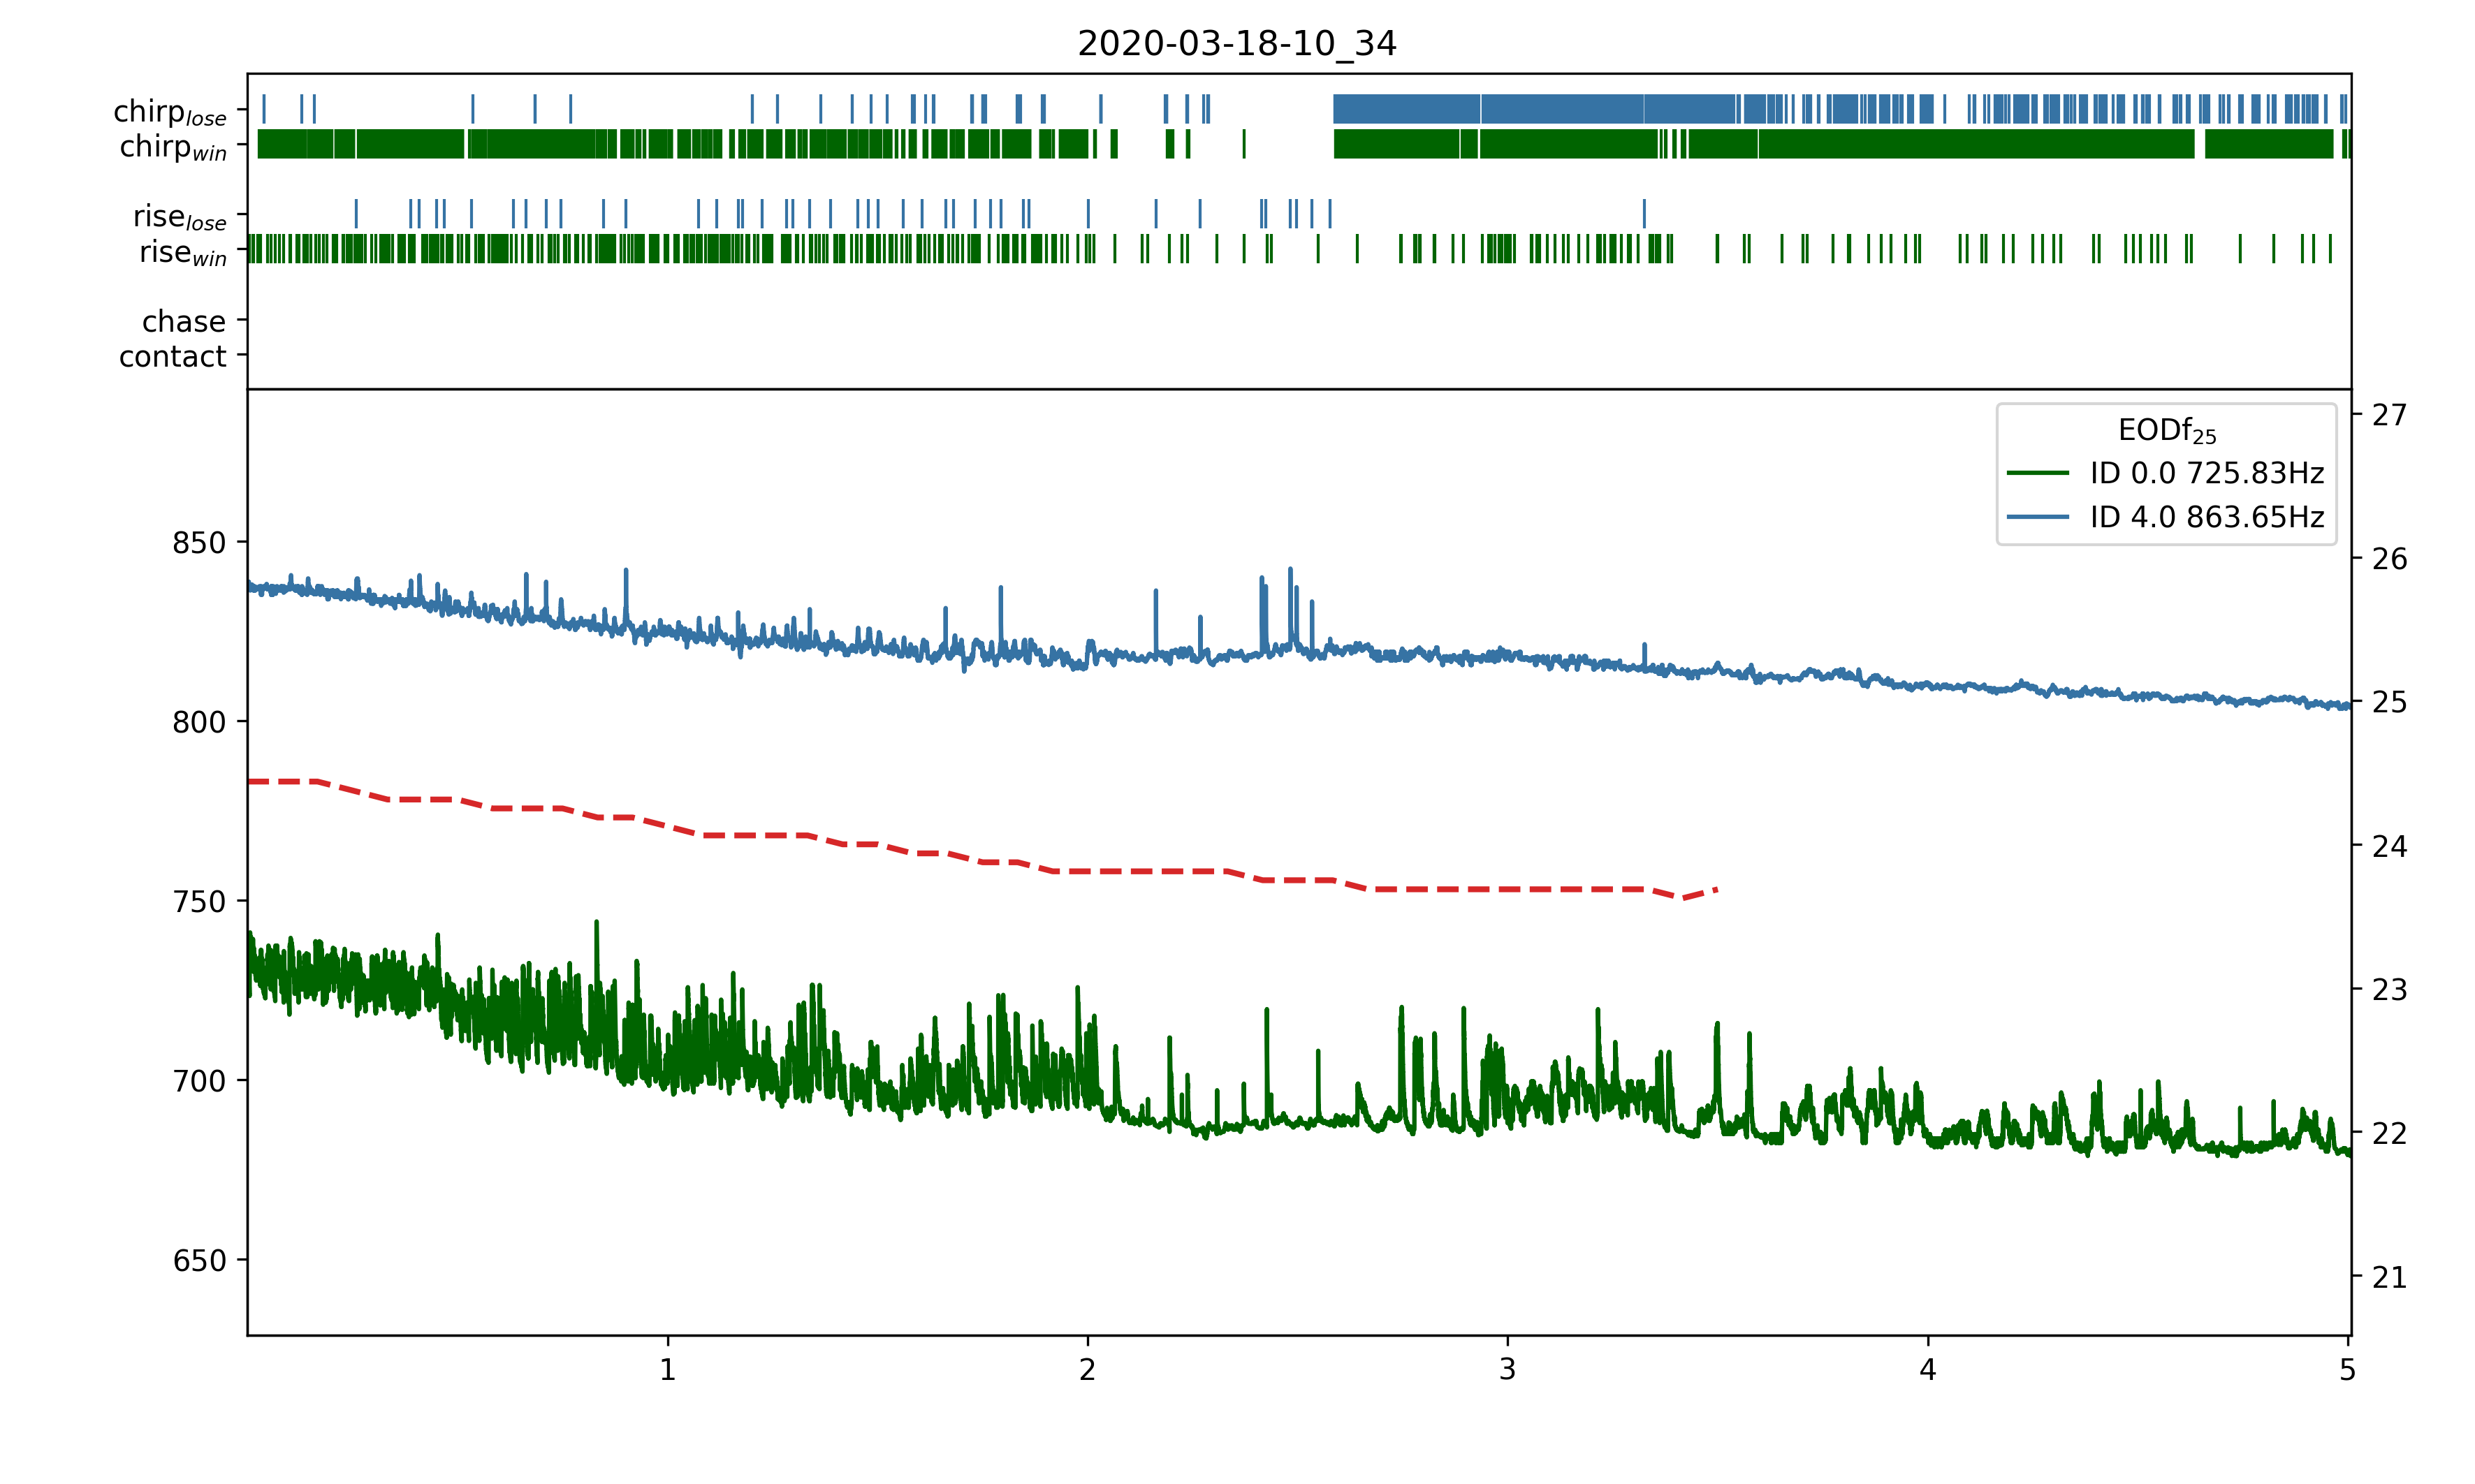 2020-03-18-10_34
chirp_lose
chirp_win
rise_lose
rise_win
chase
contact
EODf_25
ID 0.0 725.83Hz
ID 4.0 863.65Hz
850
800
750
700
650
27
26
25
24
23
22
21
1 2 3 4 5